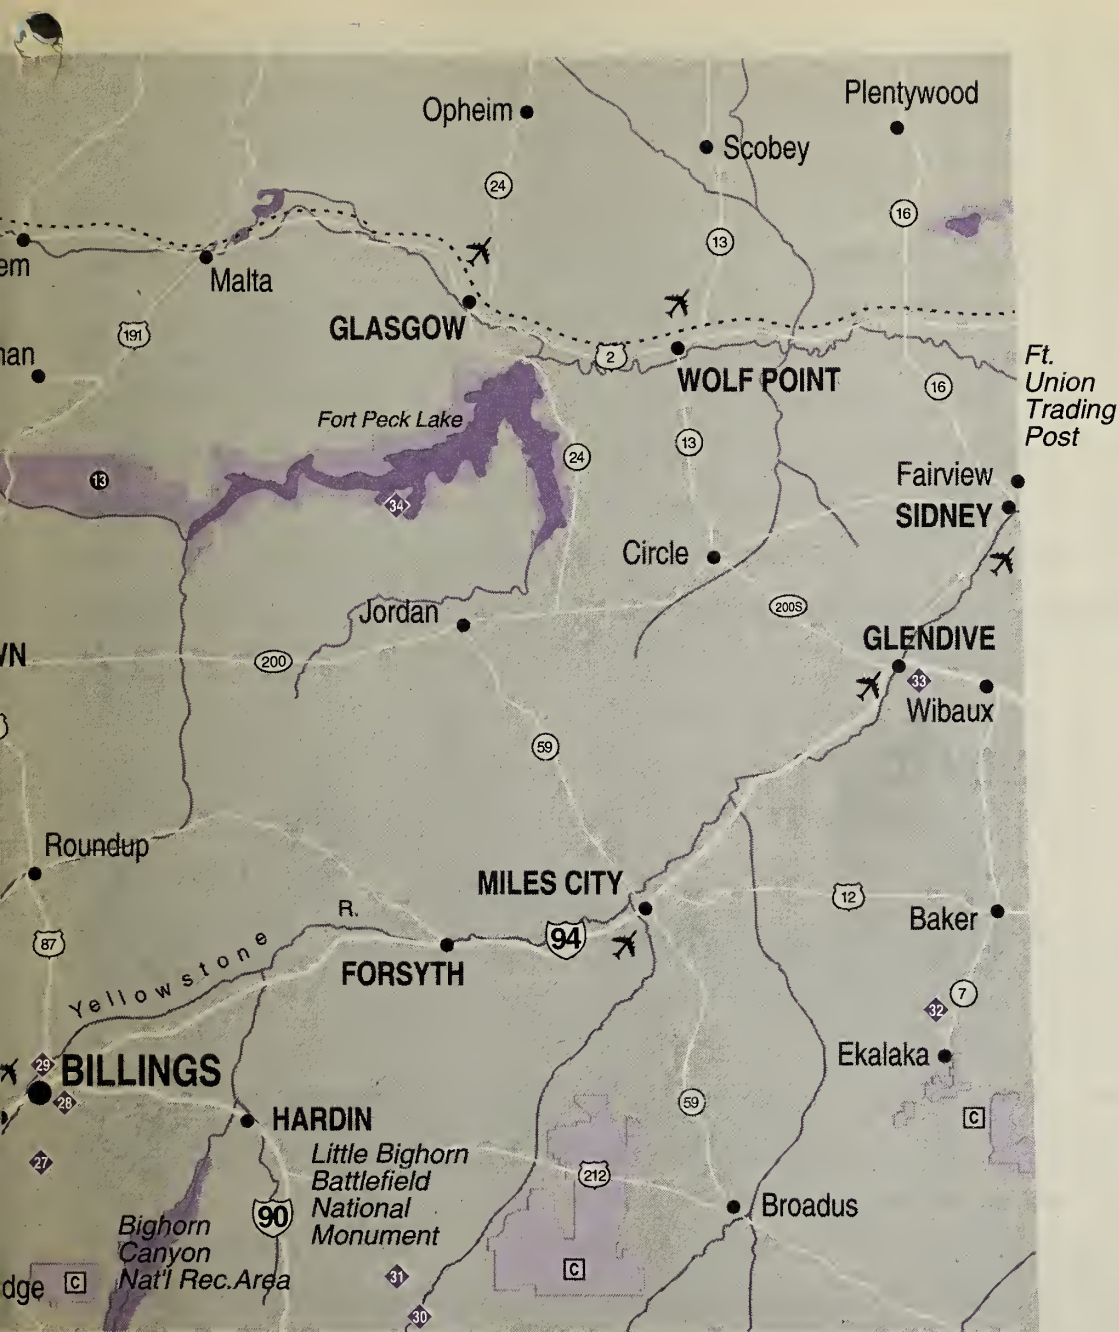 Plentywood
Opheim
Scobey
24
16
13
em
Malta
GLASGOW
191
man
2
WOLF POINT
Ft.
Union
Trading
Post
16
Fort Peck Lake
13
24
13
34
Fairview
SIDNEY
Circle
200S
Jordan
GLENDIVE
WN
200
33
Wibaux
59
Roundup
MILES CITY
12
Baker
R.
87
94
FORSYTH
Yellowstone
7
32
Ekalaka
29
BILLINGS
28
59
C
HARDIN
27
Little Bighorn
Battlefield
National
Monument
212
90
Broadus
Bighorn
Canyon
Nat'l Rec.Area
dge
C
31
C
30